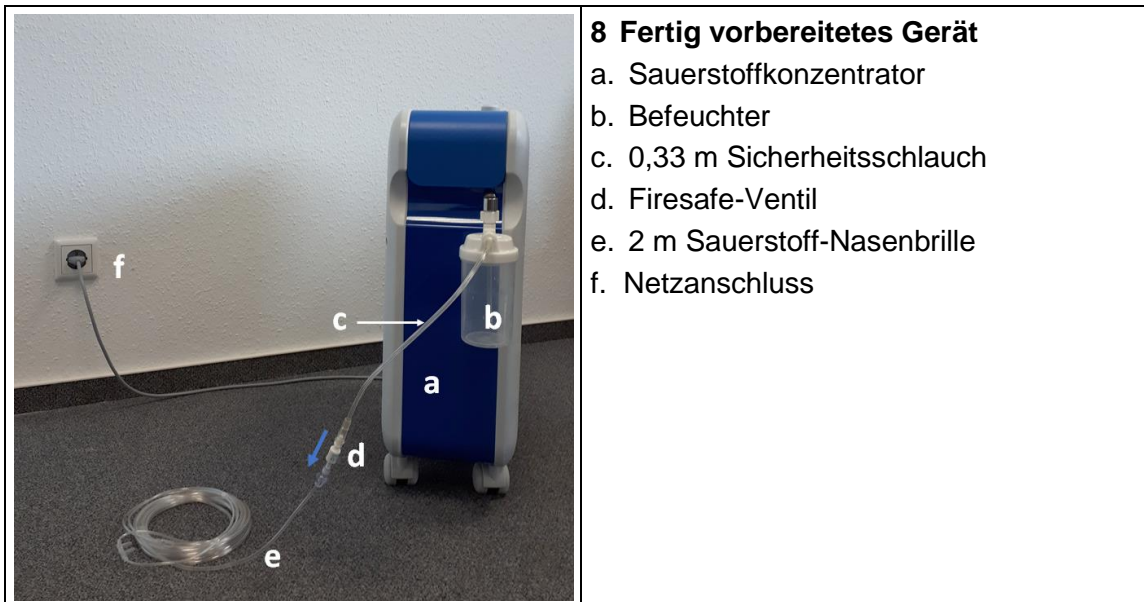 8 Fertig vorbereitetes Gerät
a. Sauerstoffkonzentrator
b. Befeuchter
c. 0,33 m Sicherheitsschlauch
d. Firesafe-Ventil
e. 2 m Sauerstoff-Nasenbrille
f. Netzanschluss
f
c
b
a
d
e